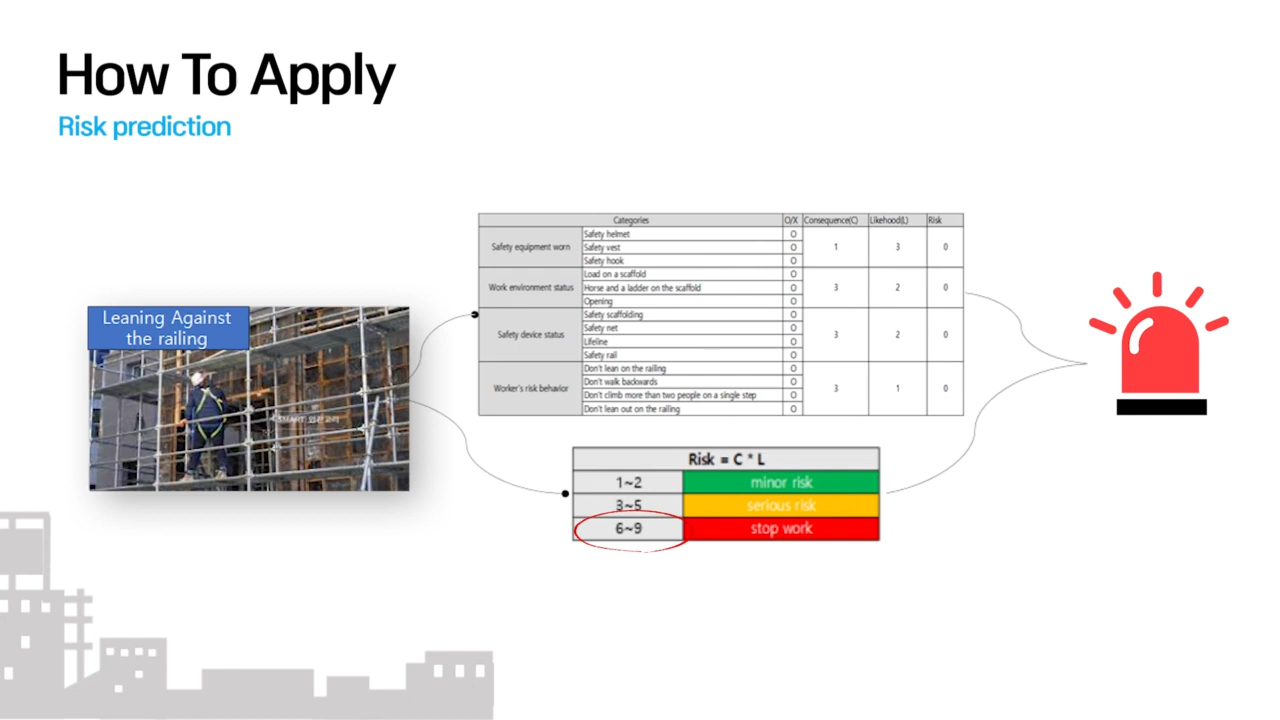 How To Apply
Risk prediction
Leaning Against
the railing
Categories O/X Consequence(C) Likehood(L) Risk
Safety equipment worn 1 3 0
Safety helmet O
Safety vest O
Safety hook O
Work environment status 3 2 0
Load on a scaffold O
Horse and a ladder on the scaffold O
Opening O
Safety device status 3 2 0
Safety scaffolding O
Safety net O
Lifeline O
Safety rail O
Worker's risk behavior 3 1 0
Don't lean on the railing O
Don't walk backwards O
Don't climb more than two people on a single step O
Don't lean out on the railing O
Risk = C * L
1~2 minor risk
3~5 serious risk
6~9 stop work